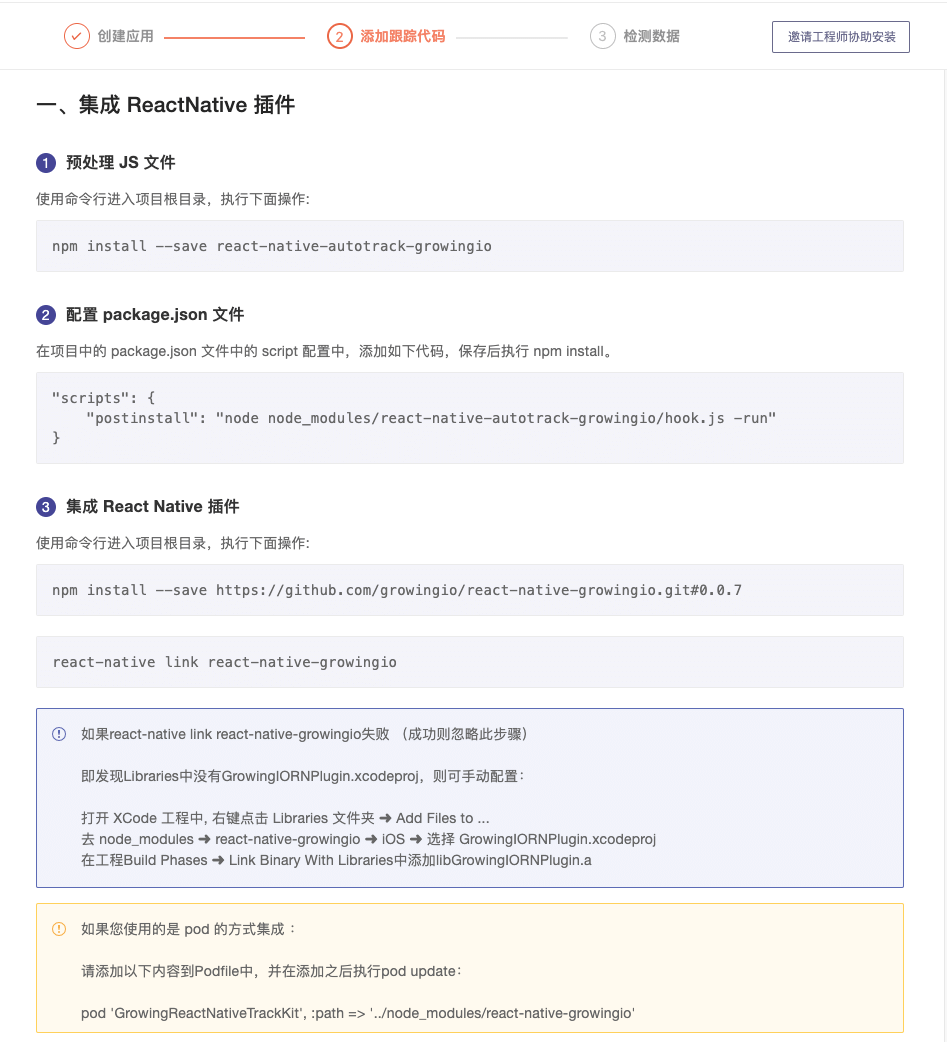 创建应用
2 添加跟踪代码
3 检测数据
邀请工程师协助安装
一、集成 ReactNative 插件
1 预处理 JS 文件
使用命令行进入项目根目录，执行下面操作:
npm install --save react-native-autotrack-growingio
2 配置 package.json 文件
在项目中的 package.json 文件中的 script 配置中，添加如下代码，保存后执行 npm install。
"scripts": {
    "postinstall": "node node_modules/react-native-autotrack-growingio/hook.js -run"
}
3 集成 React Native 插件
使用命令行进入项目根目录，执行下面操作:
npm install --save https://github.com/growingio/react-native-growingio.git#0.0.7
react-native link react-native-growingio
如果react-native link react-native-growingio失败 （成功则忽略此步骤）
即发现Libraries中没有GrowingIORNPlugin.xcodeproj，则可手动配置：
打开 XCode 工程中, 右键点击 Libraries 文件夹 ➜ Add Files to ...
去 node_modules ➜ react-native-growingio ➜ iOS ➜ 选择 GrowingIORNPlugin.xcodeproj
在工程Build Phases ➜ Link Binary With Libraries中添加libGrowingIORNPlugin.a
如果您使用的是 pod 的方式集成 ：
请添加以下内容到Podfile中，并在添加之后执行pod update：
pod 'GrowingReactNativeTrackKit', :path => '../node_modules/react-native-growingio'